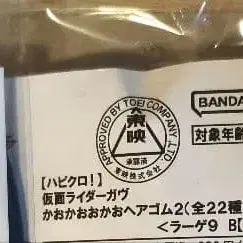 APPROVED BY TOEI COMPANY,LTD.
東映
承認済
東映株式会社
BANDA
対象年齢
【ハピクロ!】
仮面ライダーガヴ
かおかおおかおヘアゴム2(全22種
<ラーゲ9 B